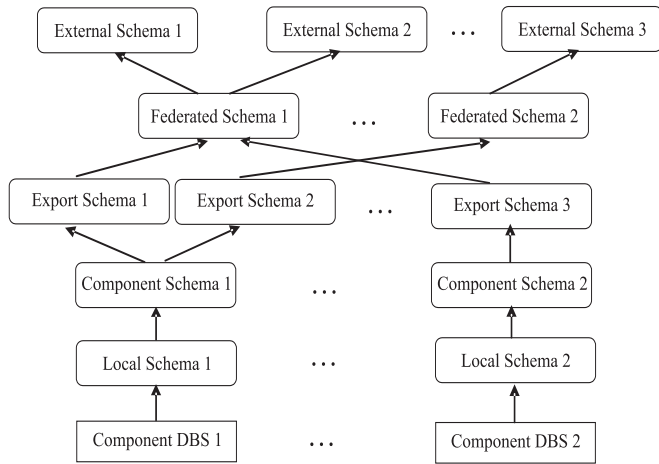 External Schema 1
External Schema 2
...
External Schema 3
Federated Schema 1
...
Federated Schema 2
Export Schema 1
Export Schema 2
...
Export Schema 3
Component Schema 1
...
Component Schema 2
Local Schema 1
...
Local Schema 2
Component DBS 1
...
Component DBS 2